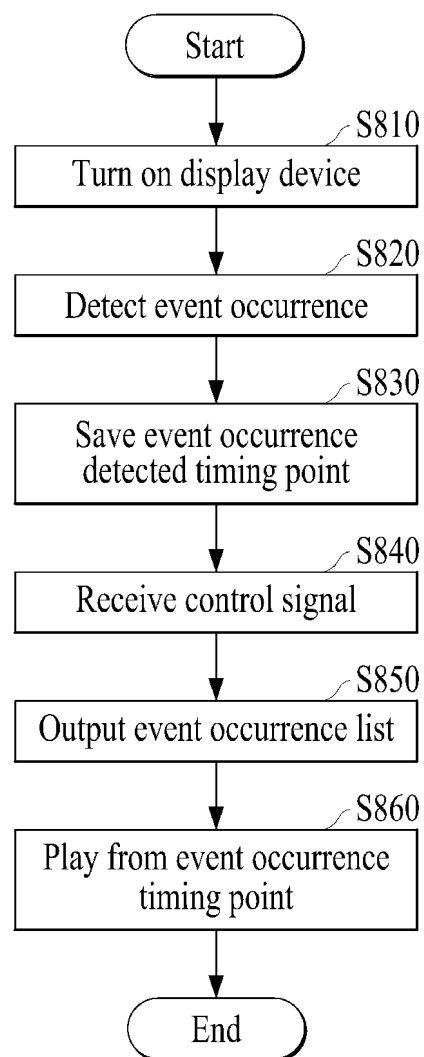 Start
S810
Turn on display device
S820
Detect event occurrence
S830
Save event occurrence
detected timing point
S840
Receive control signal
S850
Output event occurrence list
S860
Play from event occurrence
timing point
End